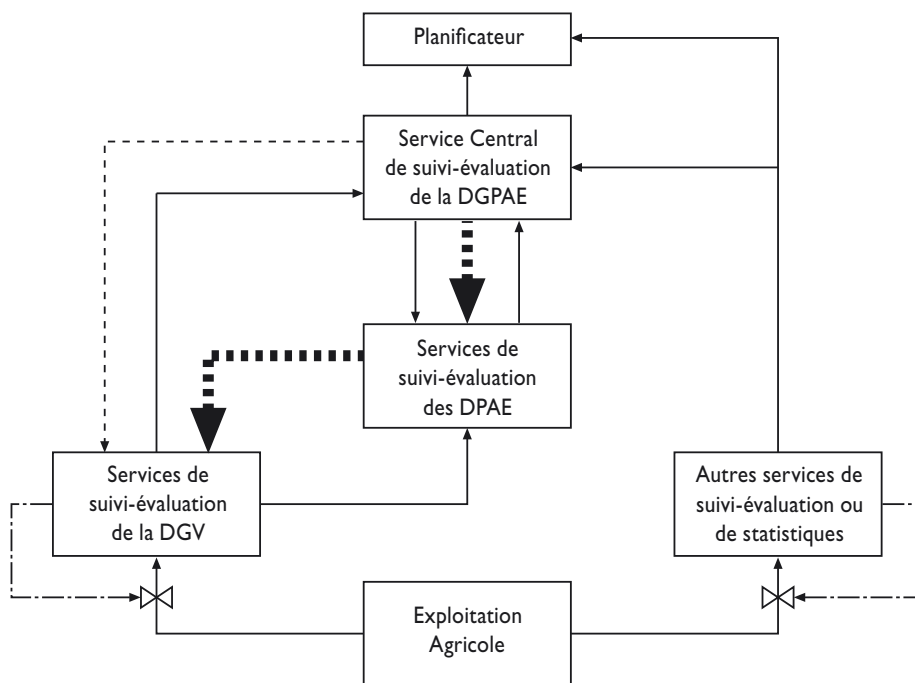 Planificateur
Service Central
de suivi-évaluation
de la DGPAE
Services de
suivi-évaluation
des DPAE
Services de
suivi-évaluation
de la DGV
Autres services de
suivi-évaluation ou
de statistiques
Exploitation
Agricole